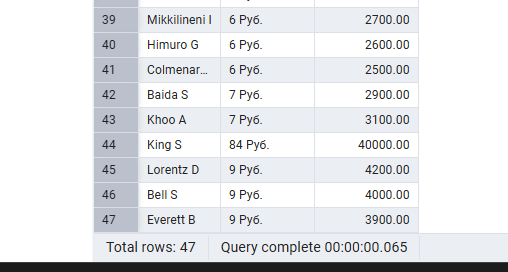 39 Mikkilineni I 6 Руб. 2700.00
40 Himuro G 6 Руб. 2600.00
41 Colmenar... 6 Руб. 2500.00
42 Baida S 7 Руб. 2900.00
43 Khoo A 7 Руб. 3100.00
44 King S 84 Руб. 40000.00
45 Lorentz D 9 Руб. 4200.00
46 Bell S 9 Руб. 4000.00
47 Everett B 9 Руб. 3900.00
Total rows: 47 Query complete 00:00:00.065